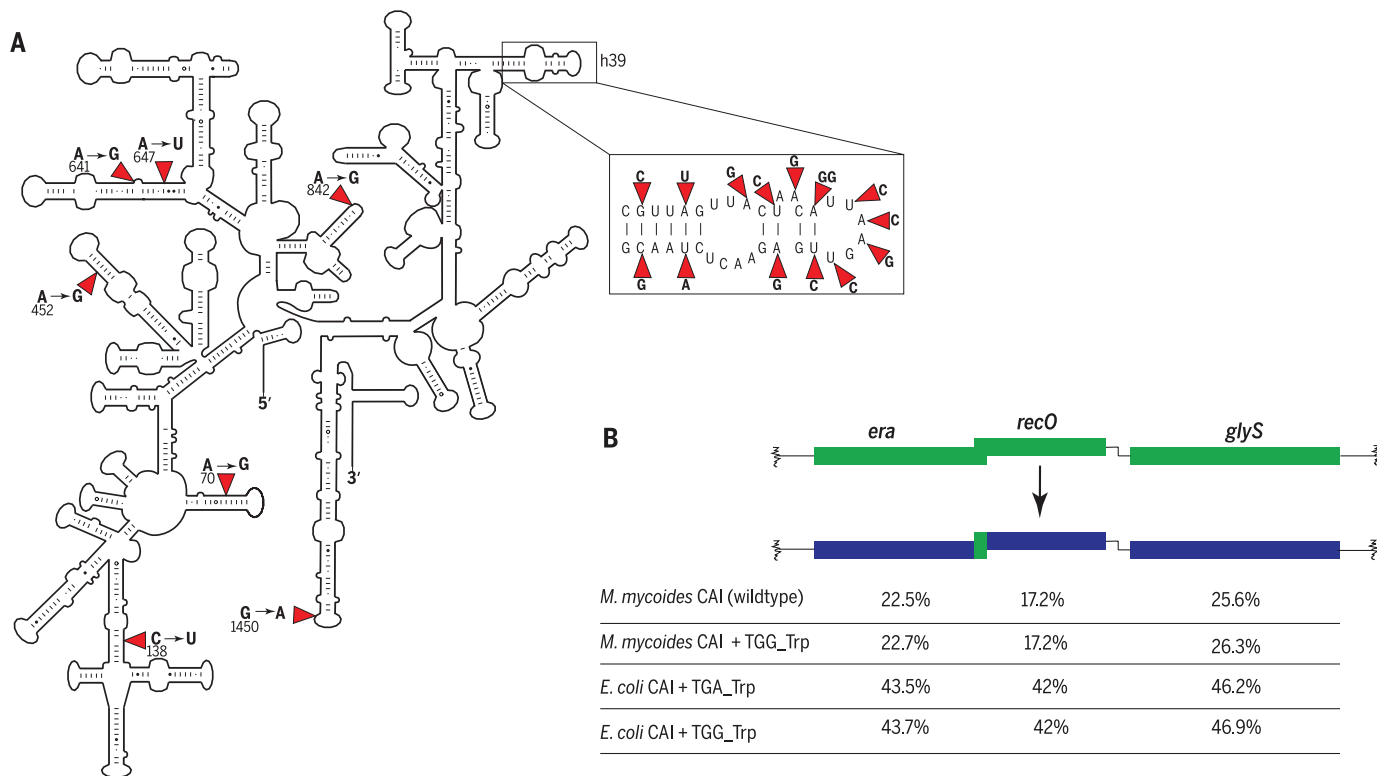 A
h39
A→G
641
A→U
647
A→G
842
A→G
452
5′
3′
A→G
70
G→A
1450
C→U
138
C U G C G GG C
C G U U A G U U A C U A A C A U U
C
A
A
G C A A U U C U A A C G A G U U G
G
G A G C C
B
era recO glyS
M. mycoides CAI (wildtype) 22.5% 17.2% 25.6%
M. mycoides CAI + TGG_Trp 22.7% 17.2% 26.3%
E. coli CAI + TGA_Trp 43.5% 42% 46.2%
E. coli CAI + TGG_Trp 43.7% 42% 46.9%